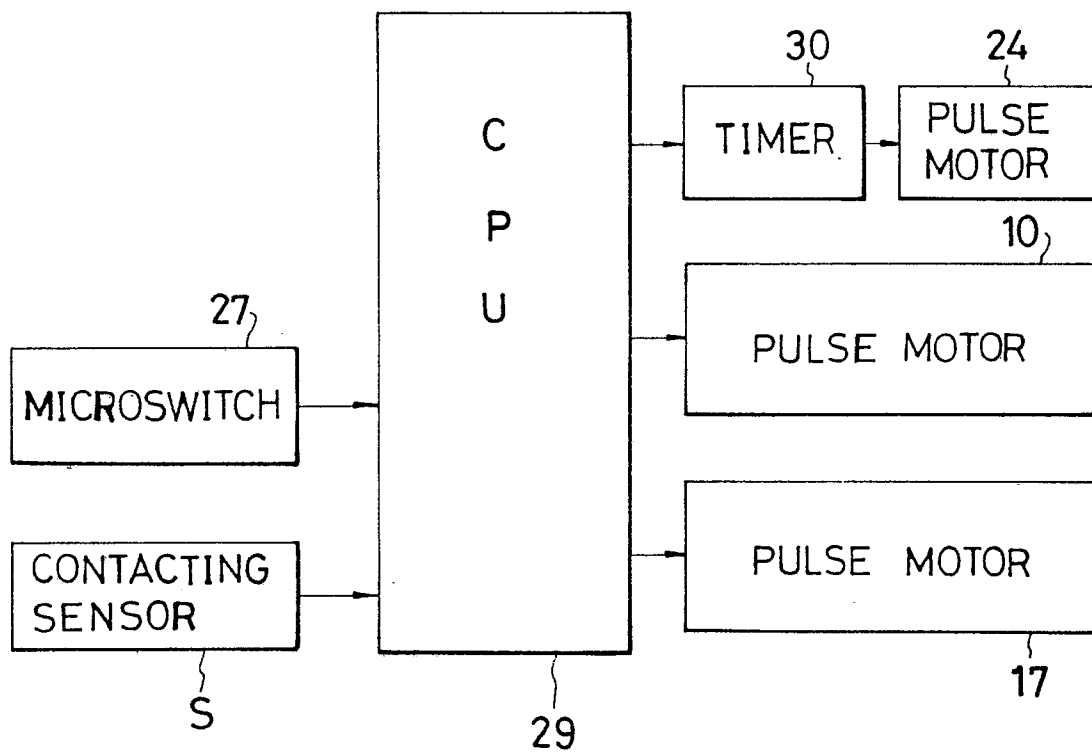 30
24
TIMER
PULSE
MOTOR
C
P
U
10
PULSE MOTOR
27
MICROSWITCH
CONTACTING
SENSOR
S
PULSE MOTOR
17
29